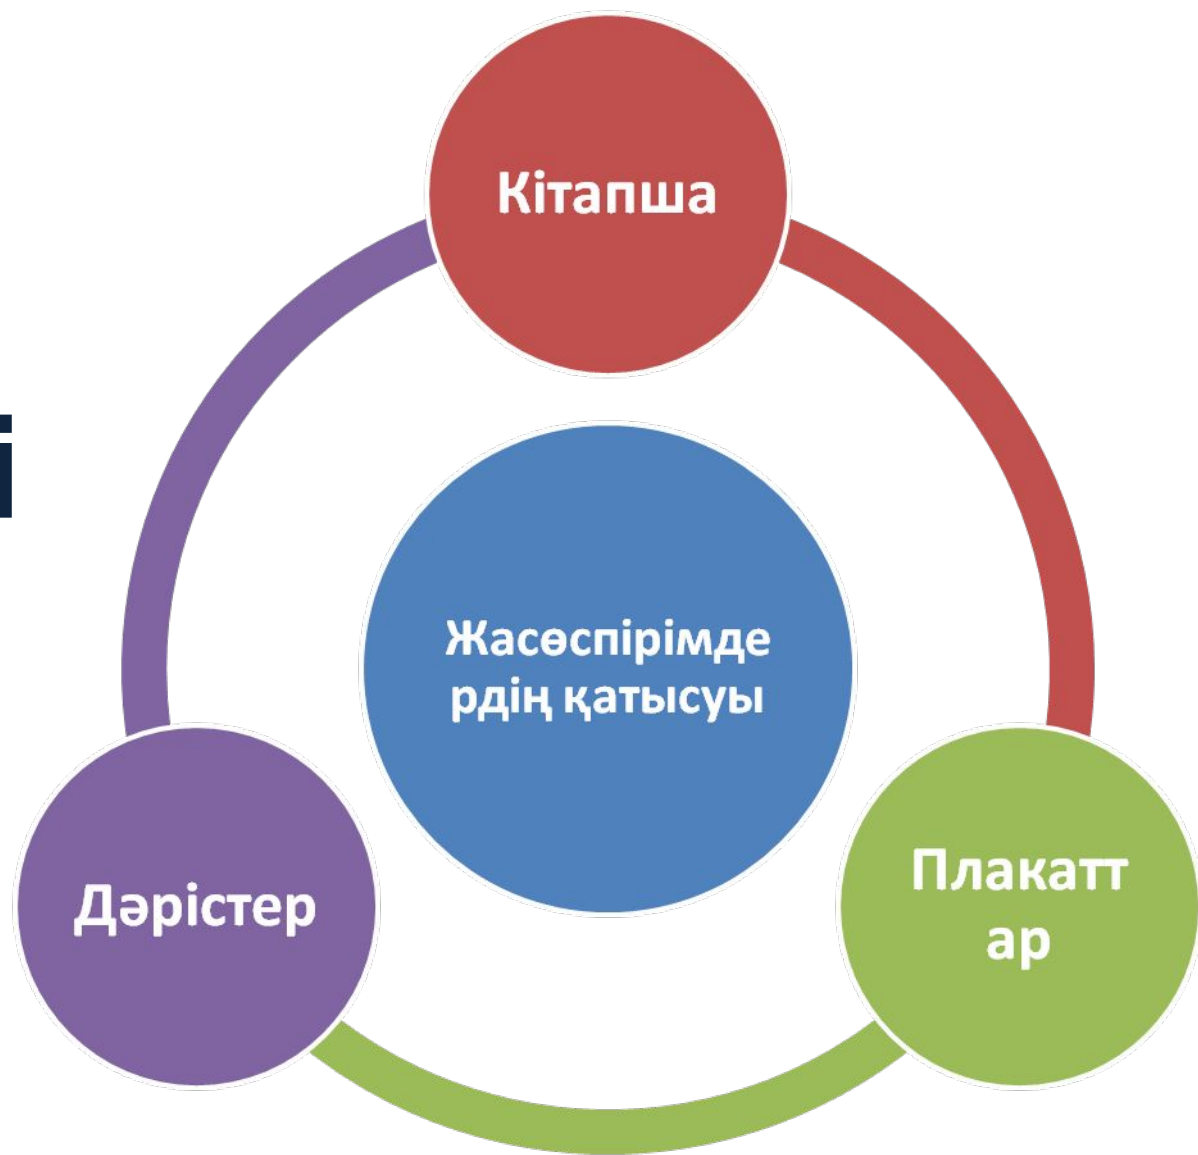 Кітапша
і
Жасөспірімде
рдің қатысуы
Дәрістер
Плакатт
ар